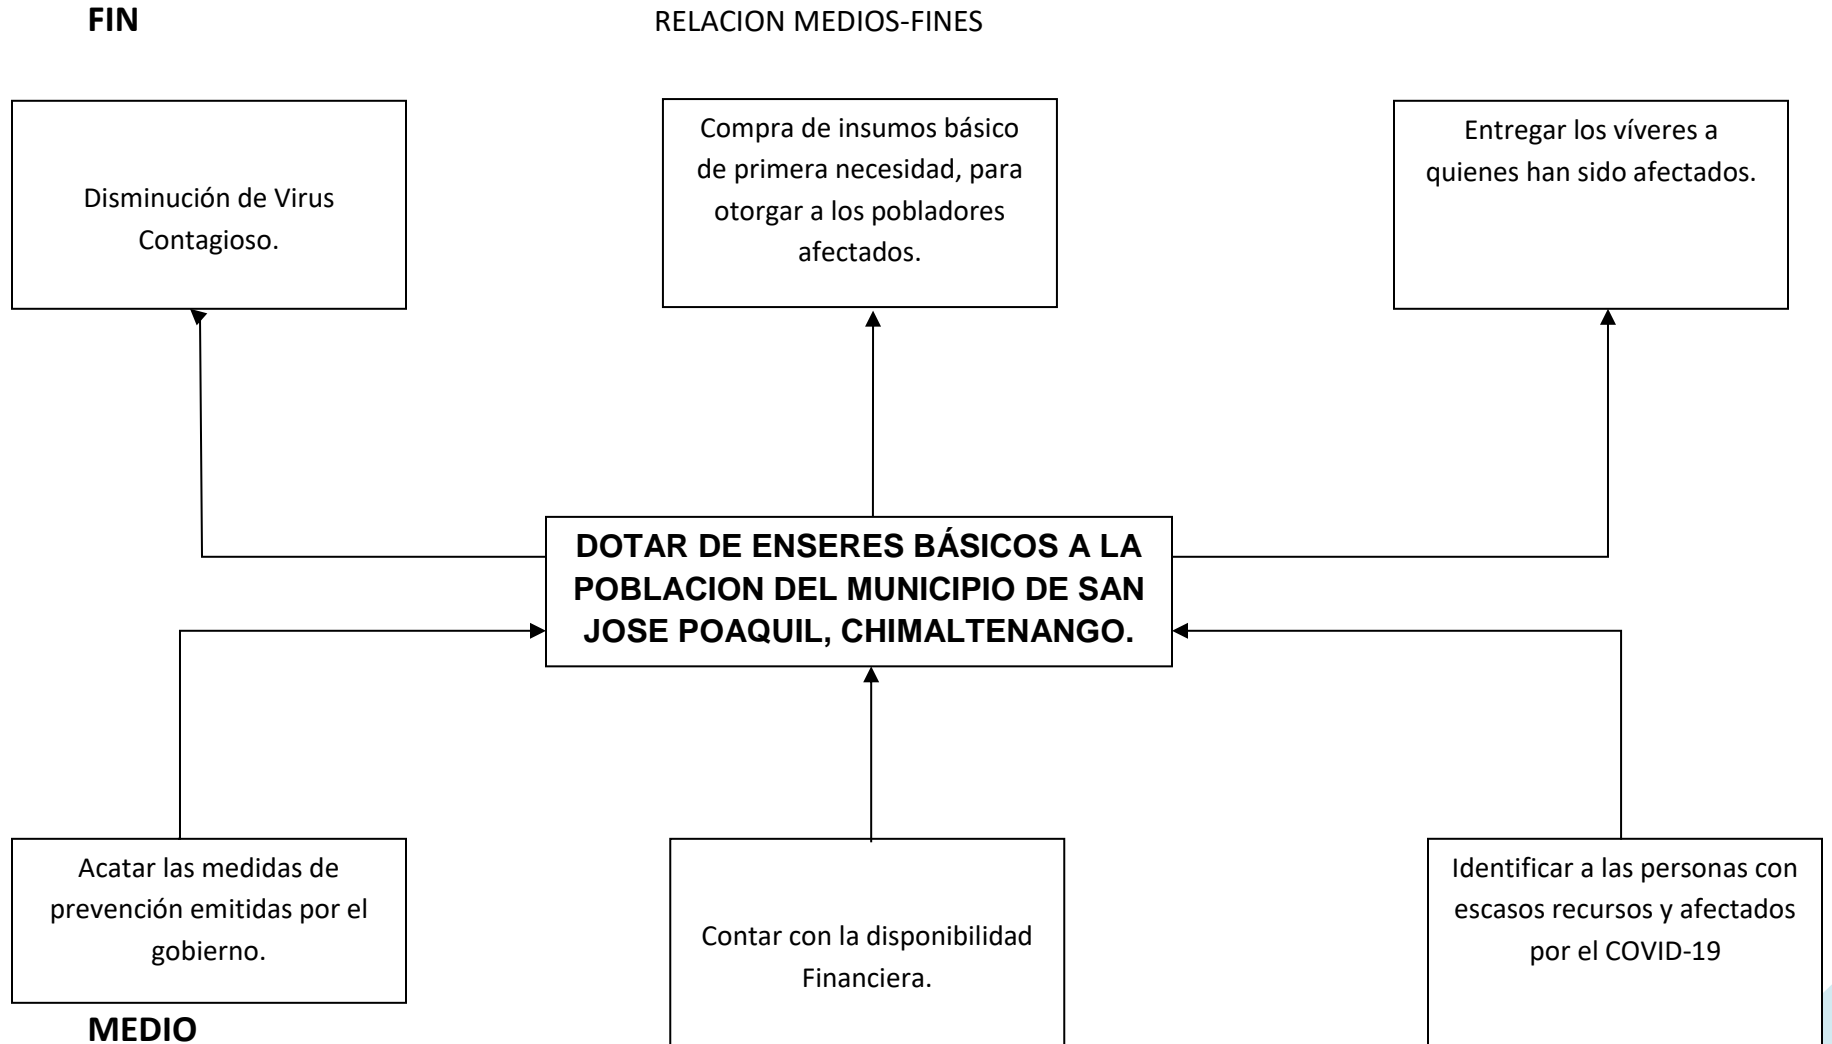 FIN
RELACION MEDIOS-FINES
Disminución de Virus
Contagioso.
Compra de insumos básico
de primera necesidad, para
otorgar a los pobladores
afectados.
Entregar los víveres a
quienes han sido afectados.
DOTAR DE ENSERES BÁSICOS A LA
POBLACION DEL MUNICIPIO DE SAN
JOSE POAQUIL, CHIMALTENANGO.
Acatar las medidas de
prevención emitidas por el
gobierno.
Contar con la disponibilidad
Financiera.
Identificar a las personas con
escasos recursos y afectados
por el COVID-19
MEDIO